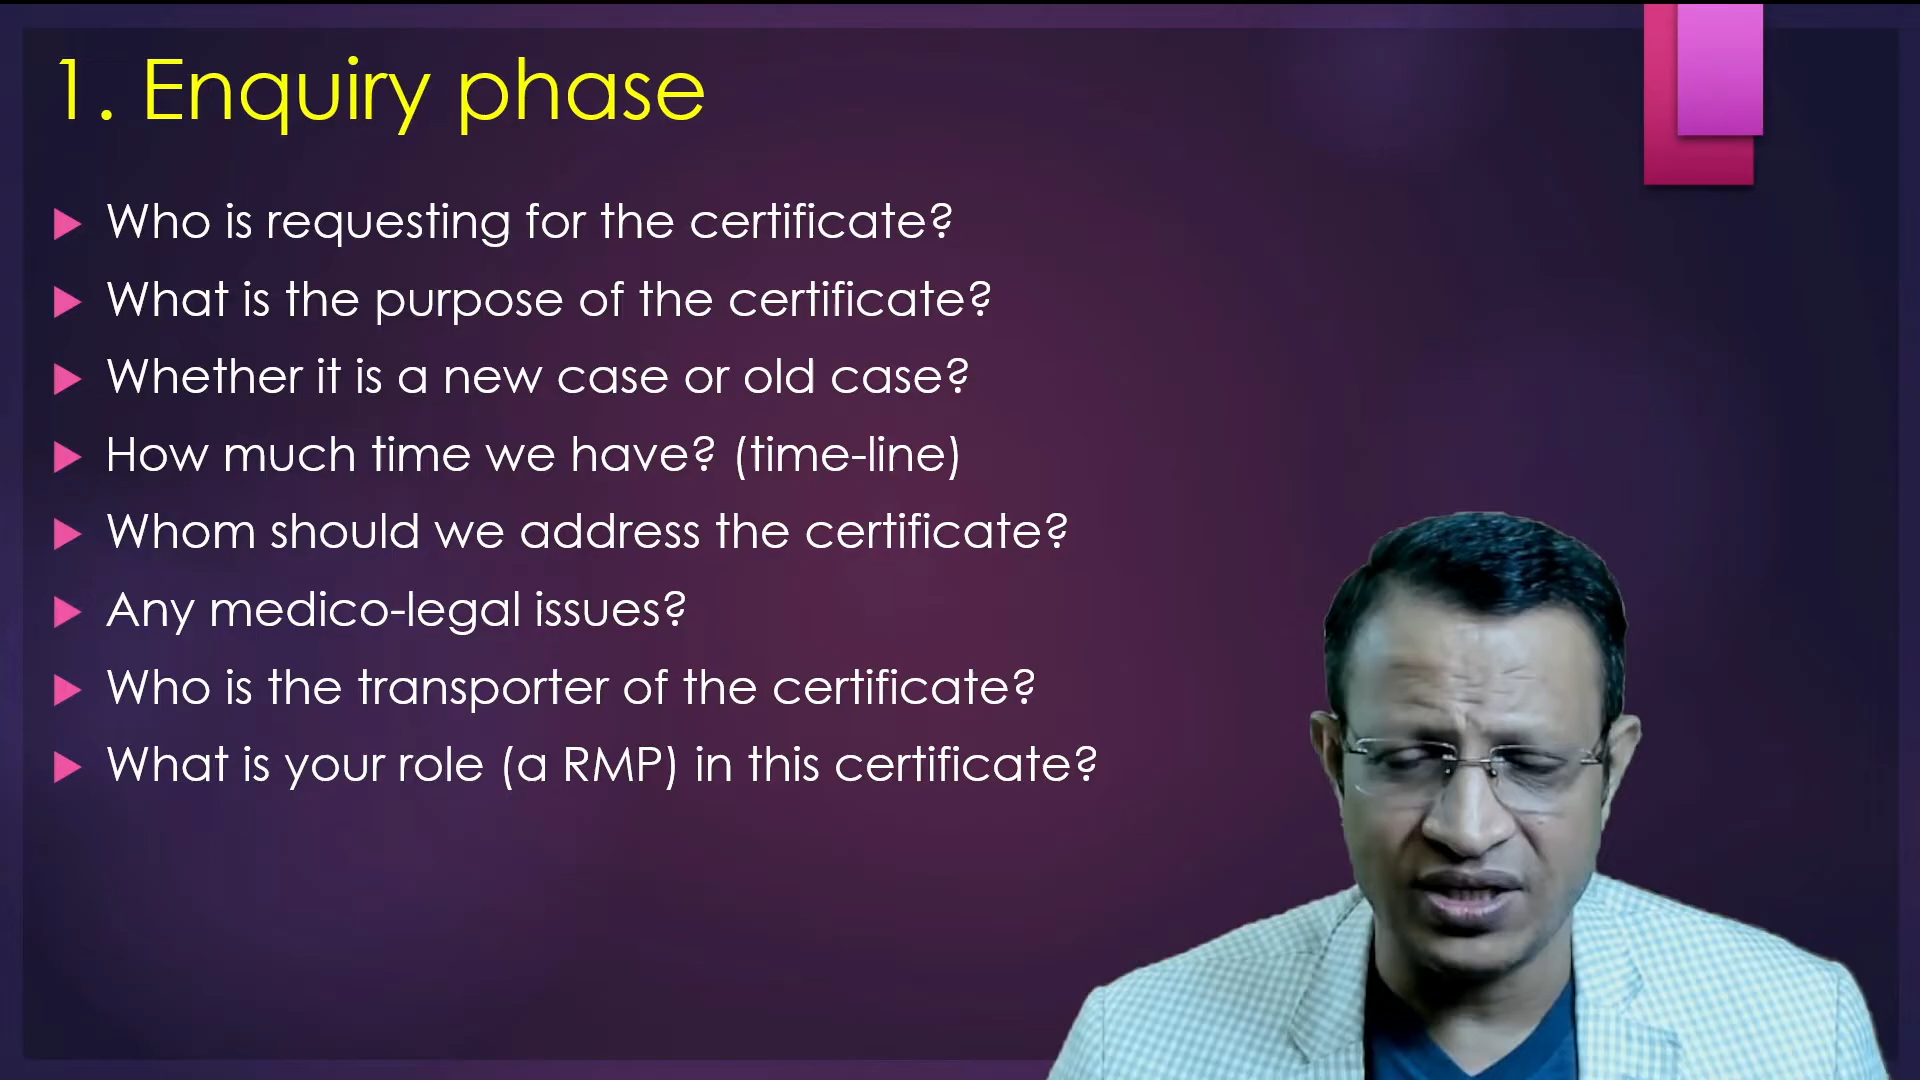 1. Enquiry phase
Who is requesting for the certificate?
What is the purpose of the certificate?
Whether it is a new case or old case?
How much time we have? (time-line)
Whom should we address the certificate?
Any medico-legal issues?
Who is the transporter of the certificate?
What is your role (a RMP) in this certificate?